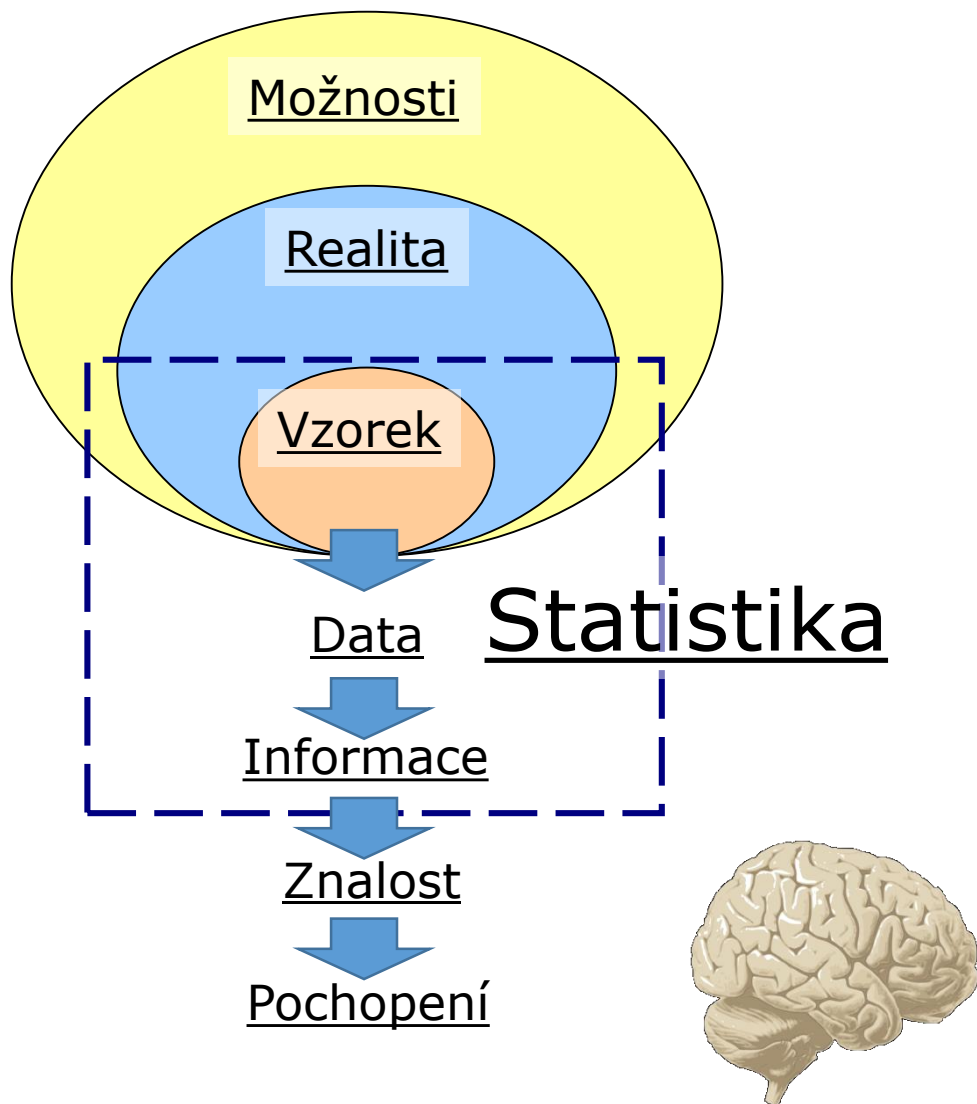 Možnosti
Realita
Vzorek
Statistika
Data
Informace
Znalost
Pochopení